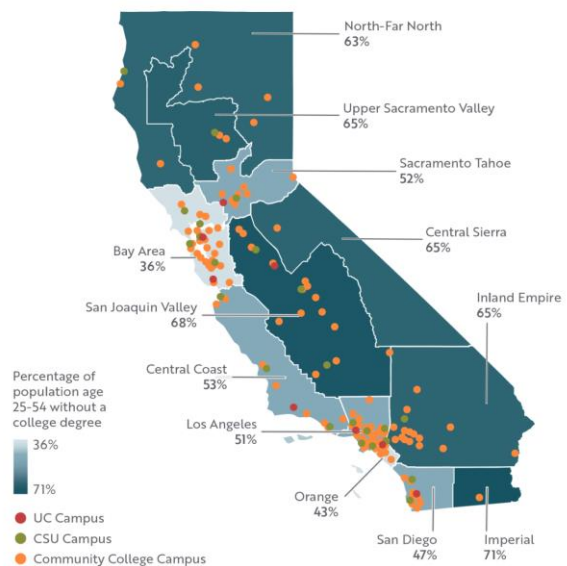 North-Far North
63%
Upper Sacramento Valley
65%
Sacramento Tahoe
52%
Central Sierra
65%
Bay Area
36%
Inland Empire
65%
San Joaquin Valley
68%
Central Coast
53%
Los Angeles
51%
Orange
43%
San Diego
47%
Imperial
71%
Percentage of
population age
25-54 without a
college degree
36%
71%
UC Campus
CSU Campus
Community College Campus